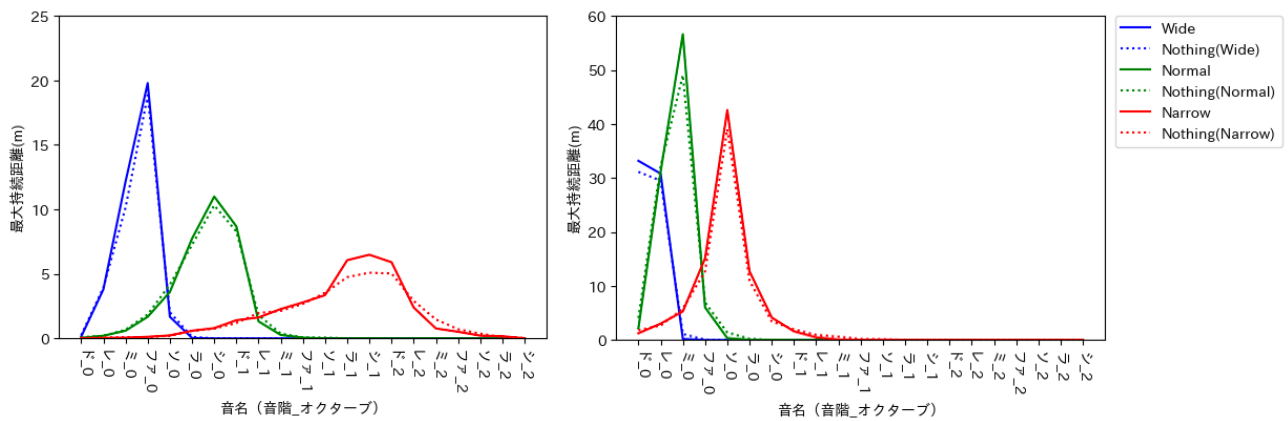 25
20
15
10
5
0
最大持続距離(m)
ド_0
レ_0
ミ_0
ファ_0
ソ_0
ラ_0
シ_0
ド_1
レ_1
ミ_1
ファ_1
ソ_1
ラ_1
シ_1
ド_2
レ_2
ミ_2
ファ_2
ソ_2
ラ_2
シ_2
音名（音階_オクターブ）
60
50
40
30
20
10
0
最大持続距離(m)
ド_0
レ_0
ミ_0
ファ_0
ソ_0
ラ_0
シ_0
ド_1
レ_1
ミ_1
ファ_1
ソ_1
ラ_1
シ_1
ド_2
レ_2
ミ_2
ファ_2
ソ_2
ラ_2
シ_2
音名（音階_オクターブ）
Wide
Nothing(Wide)
Normal
Nothing(Normal)
Narrow
Nothing(Narrow)